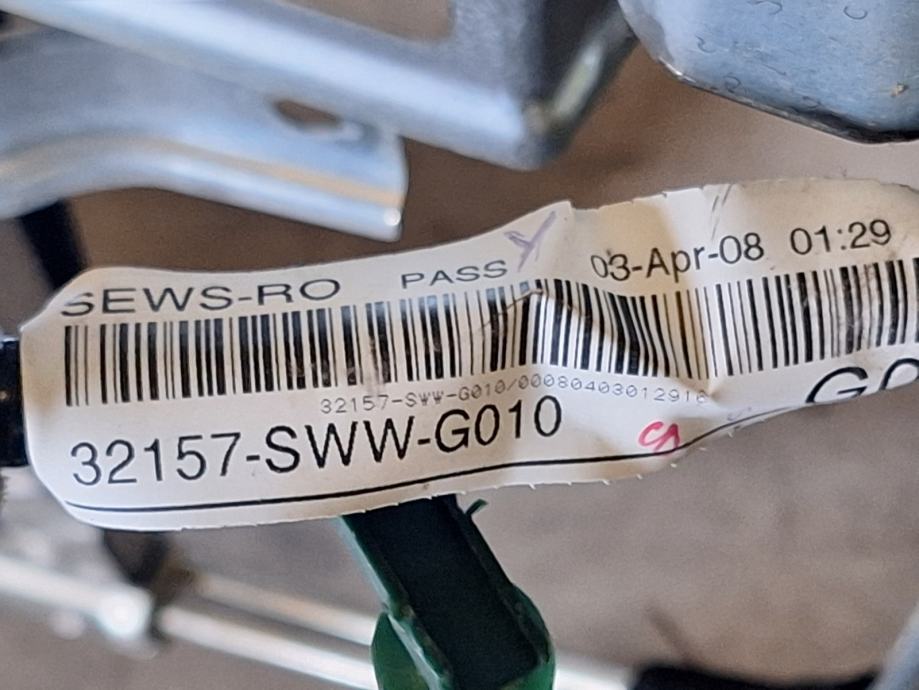 SEWS-RO PASS 03-Apr-08 01:29
32157-SWW-G010/00080403012916
32157-SWW-G010